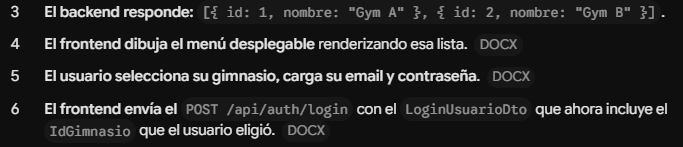 3 El backend responde: [{ id: 1, nombre: "Gym A" }, { id: 2, nombre: "Gym B" }].
4 El frontend dibuja el menú desplegable renderizando esa lista. DOCX
5 El usuario selecciona su gimnasio, carga su email y contraseña. DOCX
6 El frontend envía el POST /api/auth/login con el LoginUsuarioDto que ahora incluye el
IdGimnasio que el usuario eligió. DOCX